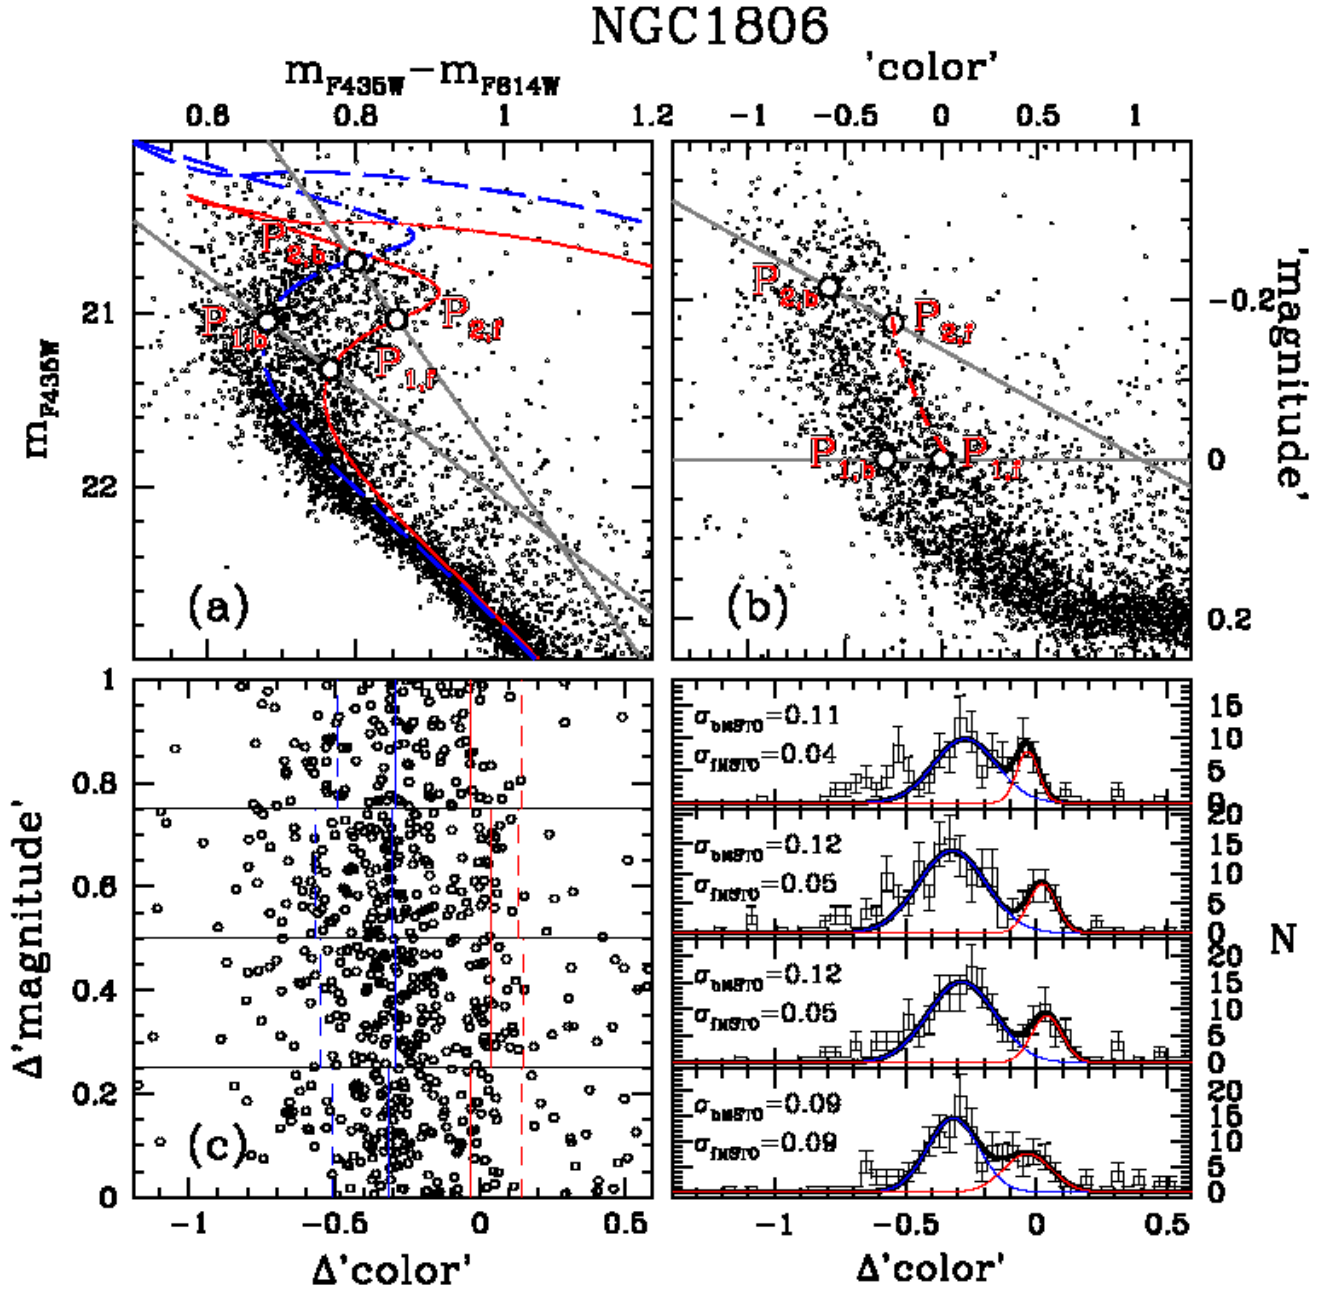 NGC1806
m_F435W−m_F814W
'color'
0.6 0.8 1 1.2
−1 −0.5 0 0.5 1
m_F435W
21
22
P_2,b
P_1,b
P_2,f
P_1,f
(a)
P_2,b
P_2,f
P_1,b
P_1,f
(b)
−0.2
0
0.2
'magnitude'
Δ'magnitude'
1
0.8
0.6
0.4
0.2
0
(c)
−1 −0.5 0 0.5
Δ'color'
σ_bMSTO=0.11
σ_fMSTO=0.04
15
10
5
0
σ_bMSTO=0.12
σ_fMSTO=0.05
20
15
10
5
0
σ_bMSTO=0.12
σ_fMSTO=0.05
20
15
10
5
0
σ_bMSTO=0.09
σ_fMSTO=0.09
20
15
10
5
0
N
−1 −0.5 0 0.5
Δ'color'